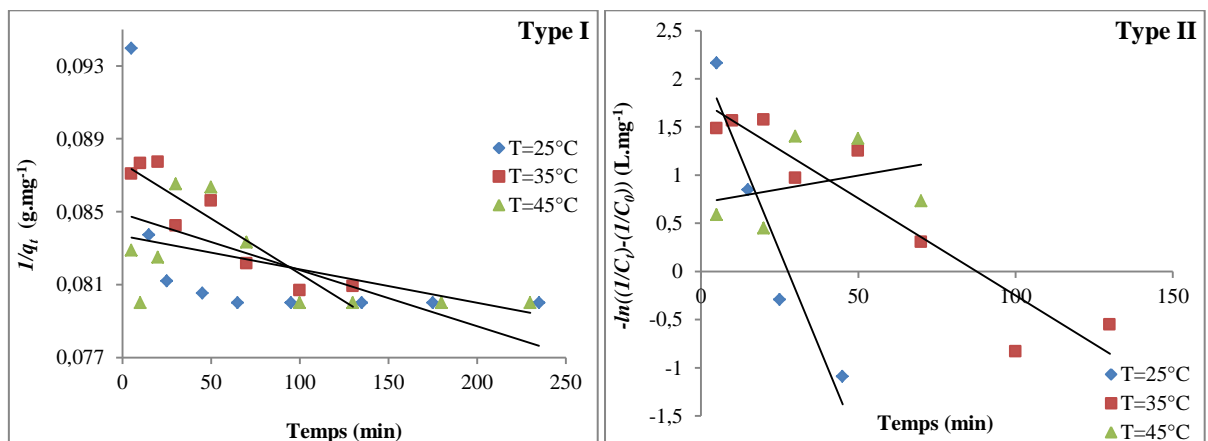 Type I
1/qt (g.mg-1)
0,093
0,089
0,085
0,081
0,077
0
50
100
150
200
250
Temps (min)
T=25°C
T=35°C
T=45°C
Type II
-ln((1/Ct)-(1/C0)) (L.mg-1)
2,5
2
1,5
1
0,5
0
-0,5
-1
-1,5
0
50
100
150
Temps (min)
T=25°C
T=35°C
T=45°C